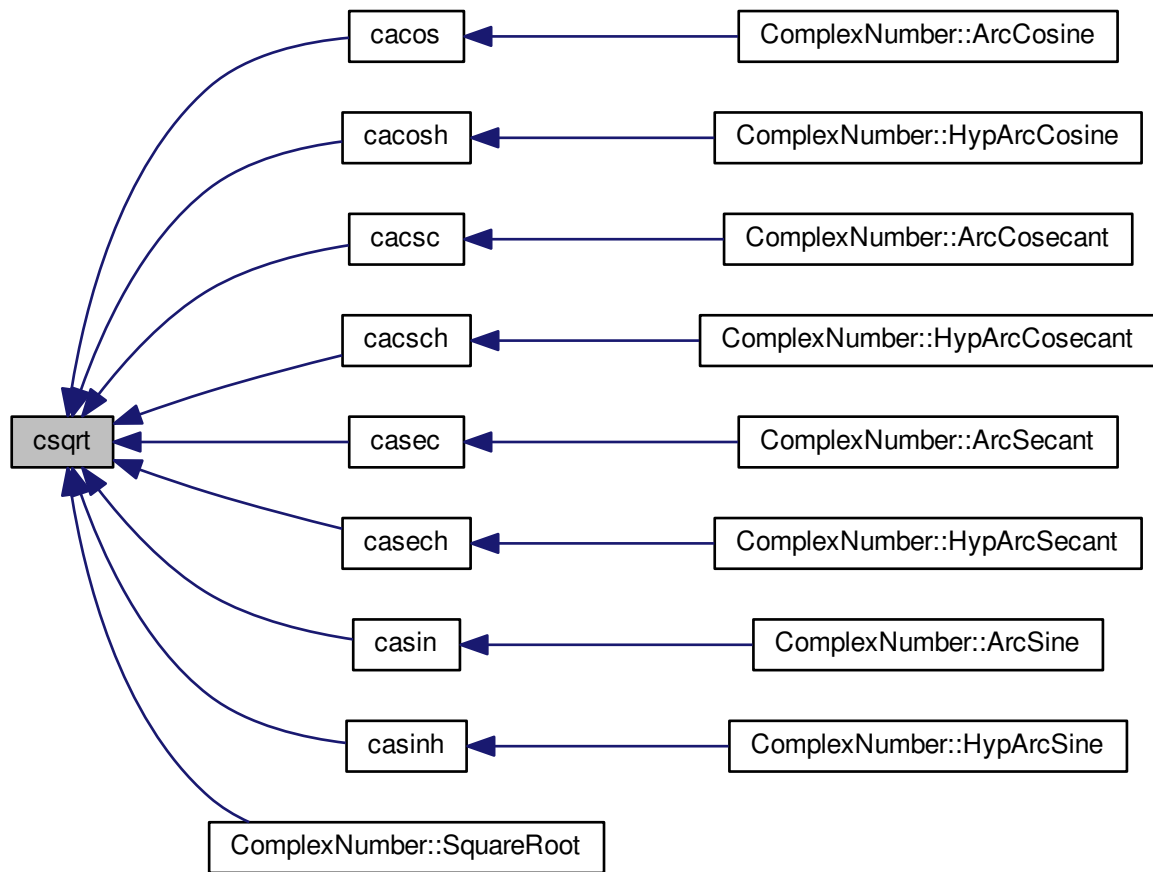 cacos
ComplexNumber::ArcCosine
cacosh
ComplexNumber::HypArcCosine
cacsc
ComplexNumber::ArcCosecant
cacsch
ComplexNumber::HypArcCosecant
csqrt
casec
ComplexNumber::ArcSecant
casech
ComplexNumber::HypArcSecant
casin
ComplexNumber::ArcSine
casinh
ComplexNumber::HypArcSine
ComplexNumber::SquareRoot